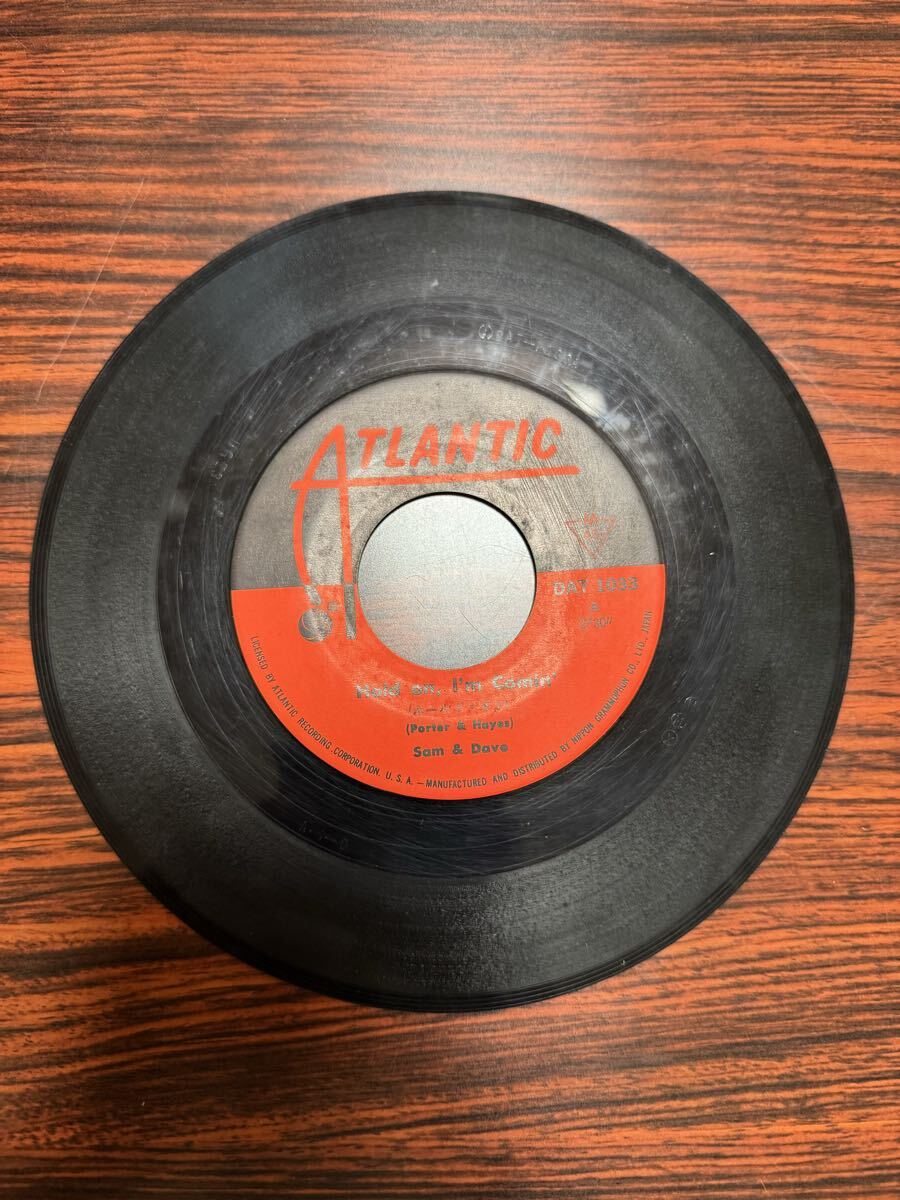 ATLANTIC
DAT 1033
Hold on, I'm Comin'
(Porter & Hayes)
Sam & Dave
LICENSED BY ATLANTIC RECORDING CORPORATION, U. S. A. — MANUFACTURED AND DISTRIBUTED BY NIPPON GRAMMOPHON CO., LTD., JAPAN